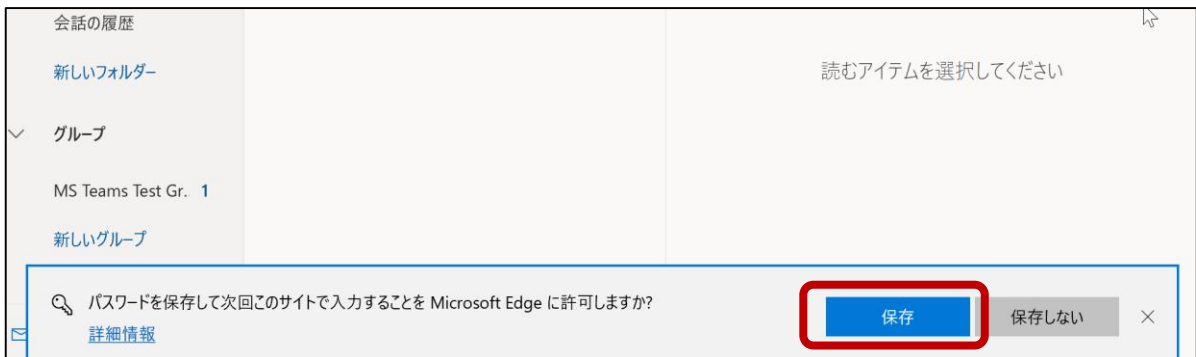 会話の履歴
新しいフォルダー
読むアイテムを選択してください
グループ
MS Teams Test Gr.. 1
新しいグループ
パスワードを保存して次回このサイトで入力することを Microsoft Edge に許可しますか?
詳細情報
保存
保存しない